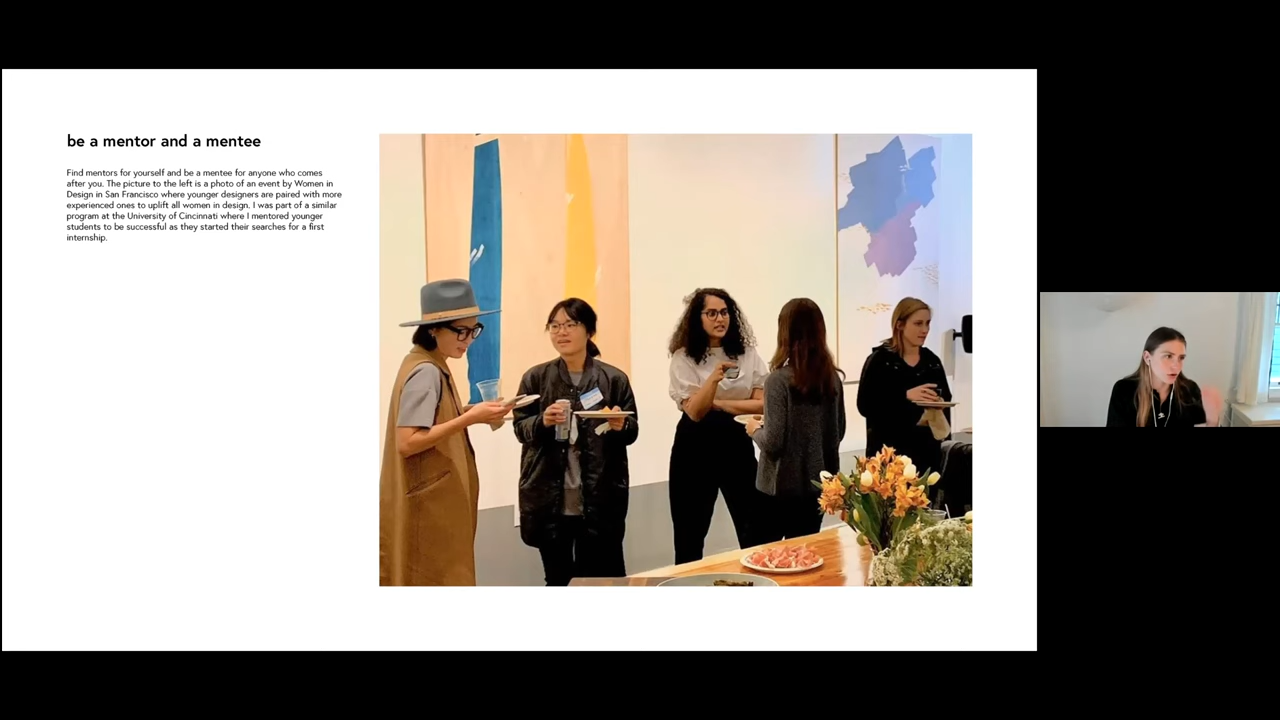 be a mentor and a mentee
Find mentors for yourself and be a mentee for anyone who comes
after you. The picture to the left is a photo of an event by Women in
Design in San Francisco where younger designers are paired with more
experienced ones to uplift all women in design. I was part of a similar
program at the University of Cincinnati where I mentored younger
students to be successful as they started their searches for a first
internship.